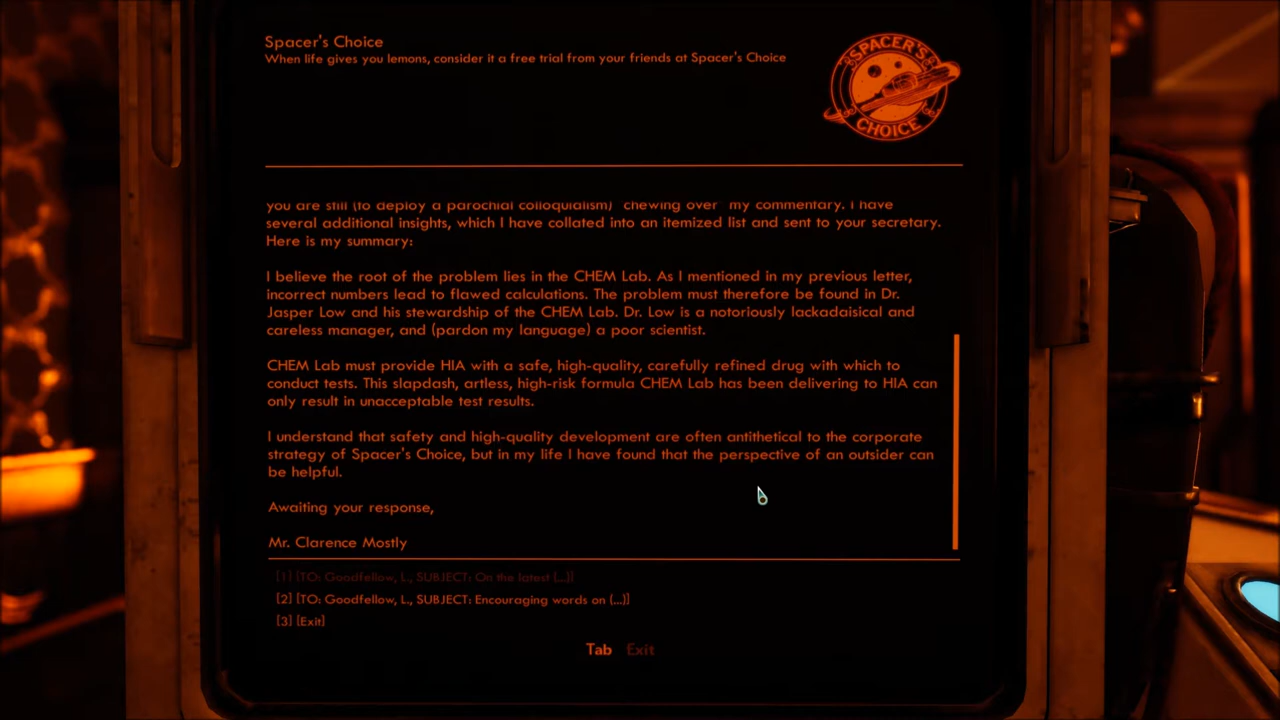 Spacer's Choice
When life gives you lemons, consider it a free trial from your friends at Spacer's Choice
SPACER'S
CHOICE
you are still (to deploy a parochial colloquialism) "chewing over" my commentary. I have
several additional insights, which I have collated into an itemized list and sent to your secretary.
Here is my summary:
I believe the root of the problem lies in the CHEM Lab. As I mentioned in my previous letter,
incorrect numbers lead to flawed calculations. The problem must therefore be found in Dr.
Jasper Low and his stewardship of the CHEM Lab. Dr. Low is a notoriously lackadaisical and
careless manager, and (pardon my language) a poor scientist.
CHEM Lab must provide HIA with a safe, high-quality, carefully refined drug with which to
conduct tests. This slapdash, artless, high-risk formula CHEM Lab has been delivering to HIA can
only result in unacceptable test results.
I understand that safety and high-quality development are often antithetical to the corporate
strategy of Spacer's Choice, but in my life I have found that the perspective of an outsider can
be helpful.
Awaiting your response,
Mr. Clarence Mostly
[1] [TO: Goodfellow, L., SUBJECT: On the latest (...)]
[2] [TO: Goodfellow, L., SUBJECT: Encouraging words on (...)]
[3] [Exit]
Tab Exit